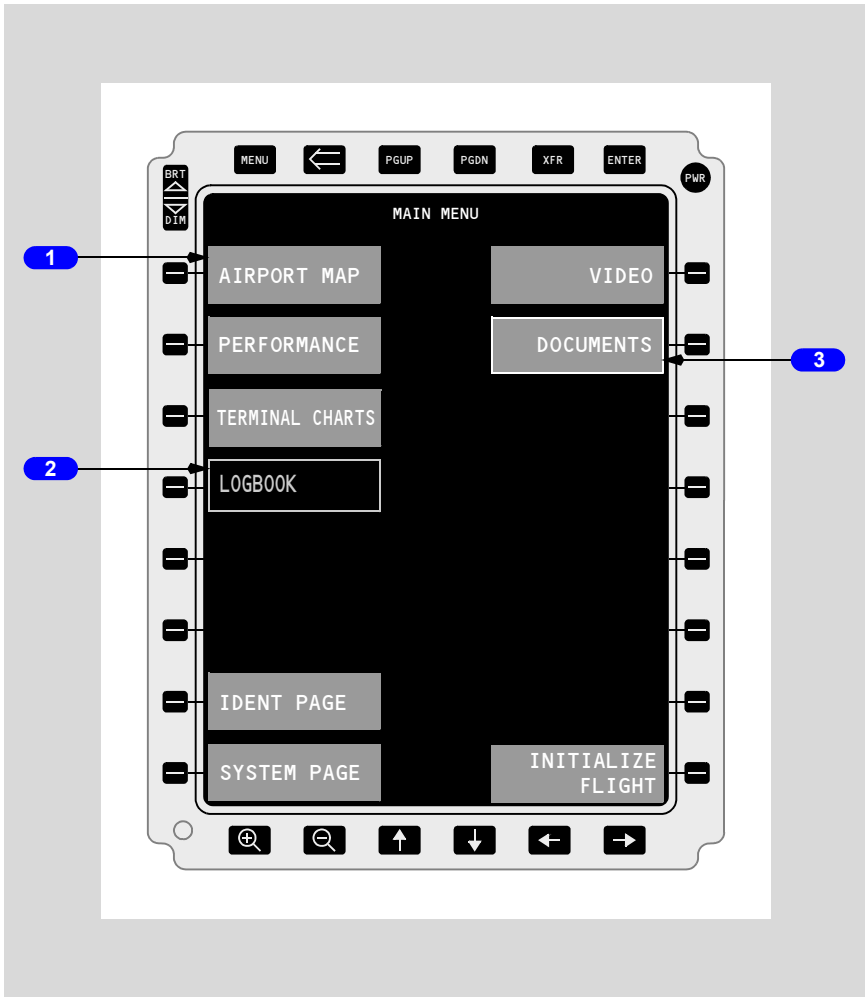 MENU
PGUP
PGDN
XFR
ENTER
BRT
DIM
PWR
MAIN MENU
1
AIRPORT MAP
VIDEO
PERFORMANCE
DOCUMENTS
3
TERMINAL CHARTS
2
LOGBOOK
IDENT PAGE
SYSTEM PAGE
INITIALIZE
FLIGHT